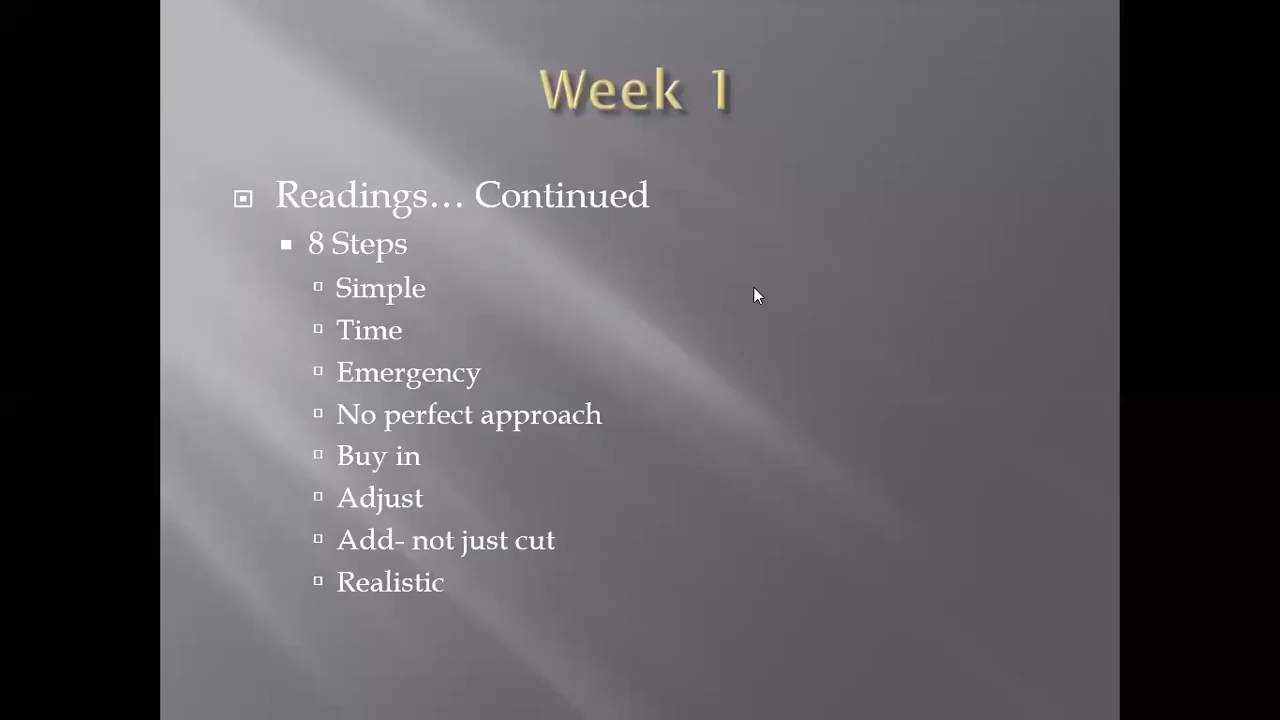 Week 1
Readings... Continued
8 Steps
Simple
Time
Emergency
No perfect approach
Buy in
Adjust
Add- not just cut
Realistic